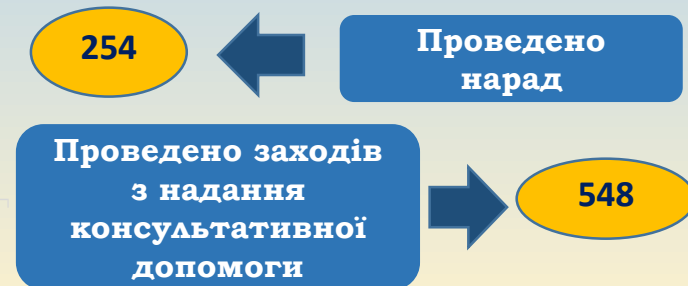 254
Проведено
нарад
Проведено заходів
з надання
консультативної
допомоги
548